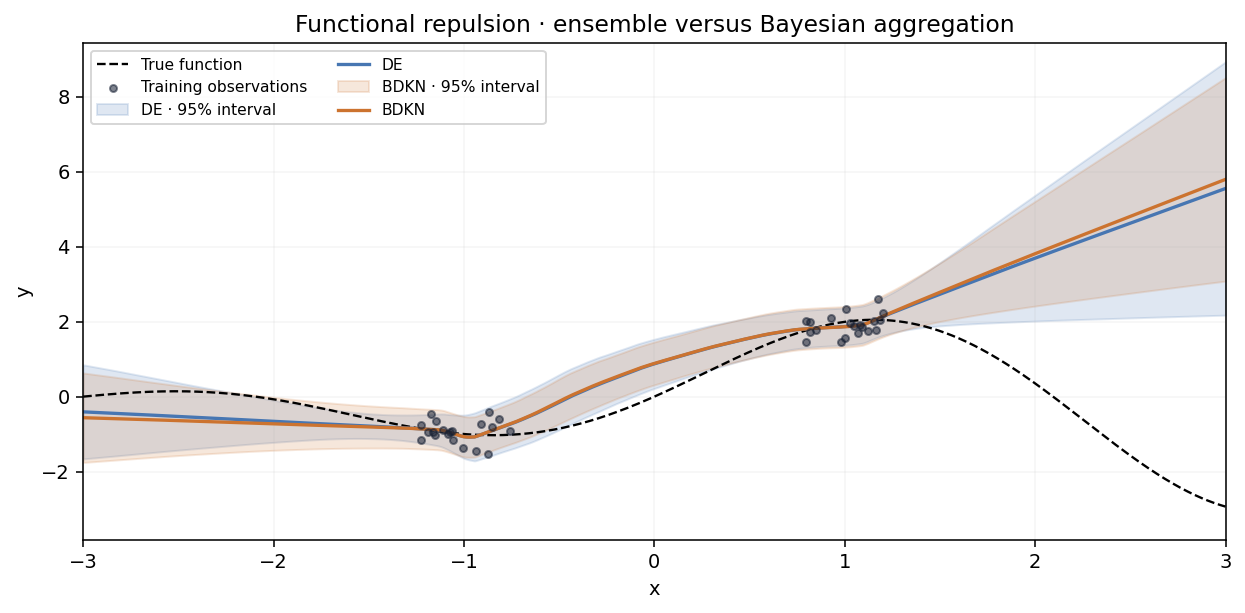 Functional repulsion · ensemble versus Bayesian aggregation
True function
Training observations
DE · 95% interval
DE
BDKN · 95% interval
BDKN
y
8
6
4
2
0
−2
−3
−2
−1
0
1
2
3
x